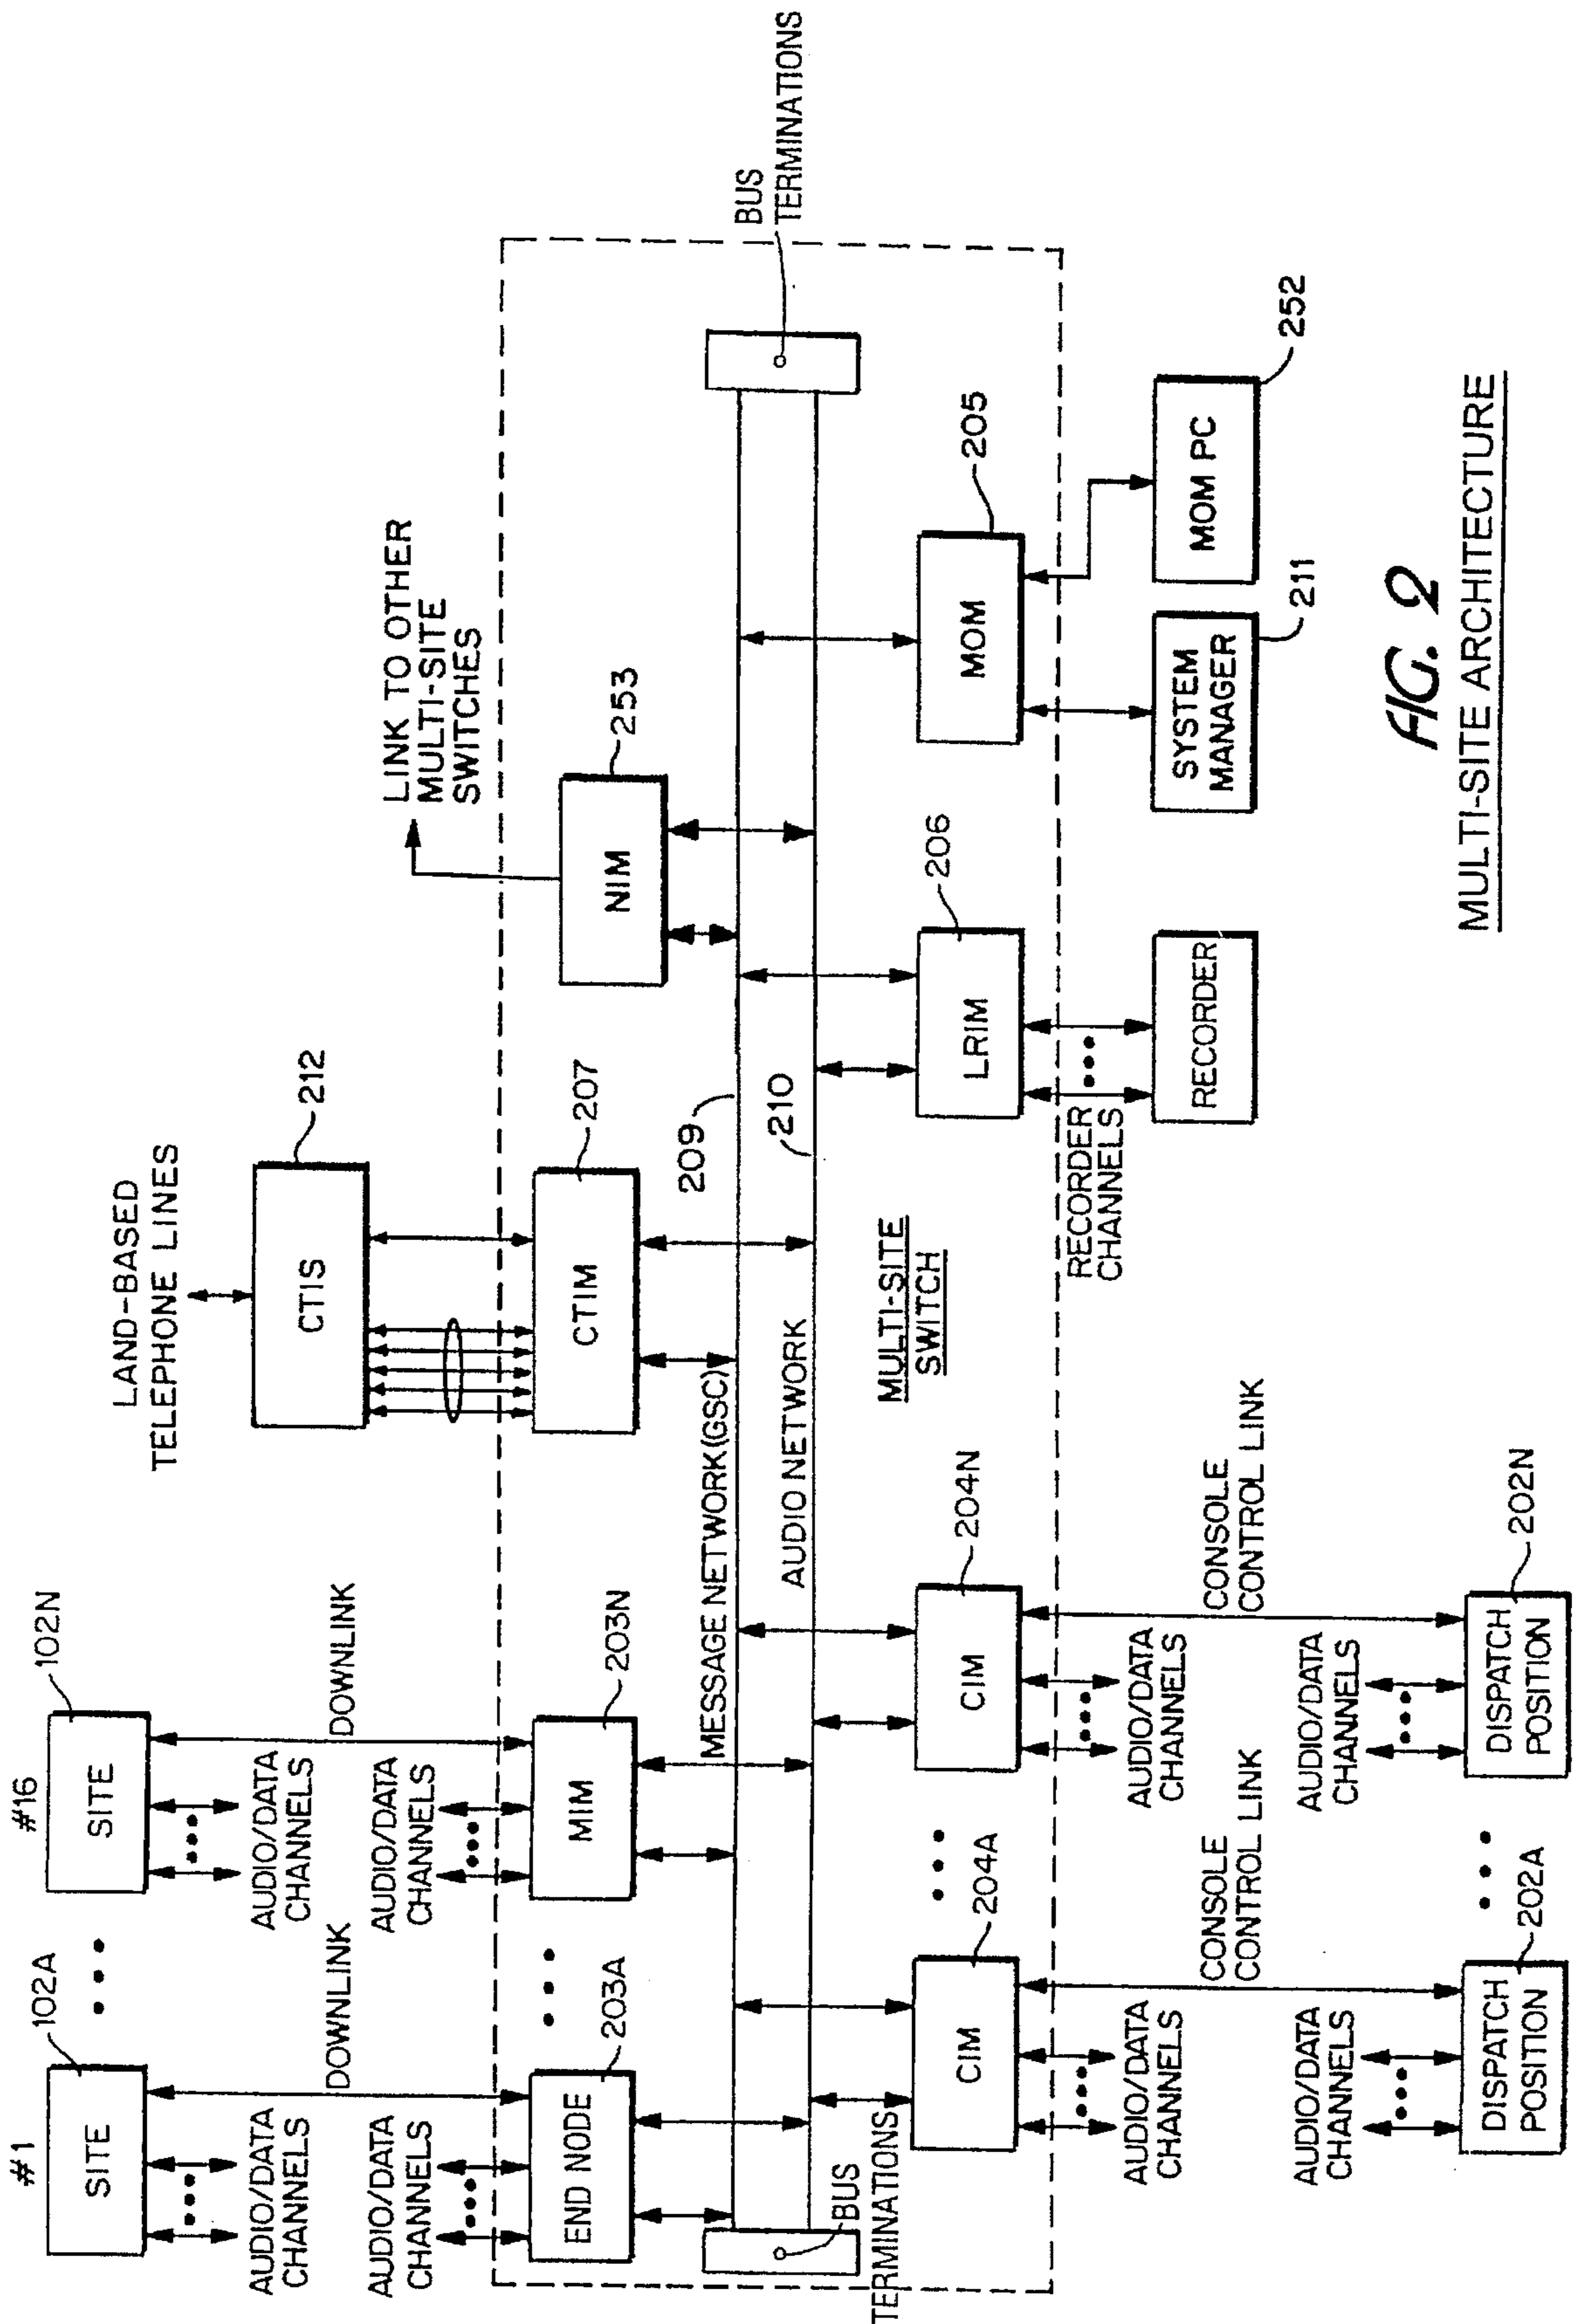 #1
102A
SITE
#16
102N
SITE
AUDIO/DATA
CHANNELS
DOWNLINK
AUDIO/DATA
CHANNELS
AUDIO/DATA
CHANNELS
DOWNLINK
AUDIO/DATA
CHANNELS
LAND-BASED
TELEPHONE LINES
CTIS
212
LINK TO OTHER
MULTI-SITE
SWITCHES
END NODE
203A
MIM
203N
CTIM
207
NIM
253
BUS
TERMINATIONS
MESSAGE NETWORK(GSC)
209
AUDIO NETWORK
210
BUS
TERMINATIONS
MULTI-SITE
SWITCH
CIM
204A
CIM
204N
LRIM
206
MOM
205
AUDIO/DATA
CHANNELS
CONSOLE
CONTROL LINK
AUDIO/DATA
CHANNELS
AUDIO/DATA
CHANNELS
CONSOLE
CONTROL LINK
AUDIO/DATA
CHANNELS
RECORDER
CHANNELS
RECORDER
SYSTEM
MANAGER
211
MOM PC
252
DISPATCH
POSITION
202A
DISPATCH
POSITION
202N
FIG. 2
MULTI-SITE ARCHITECTURE